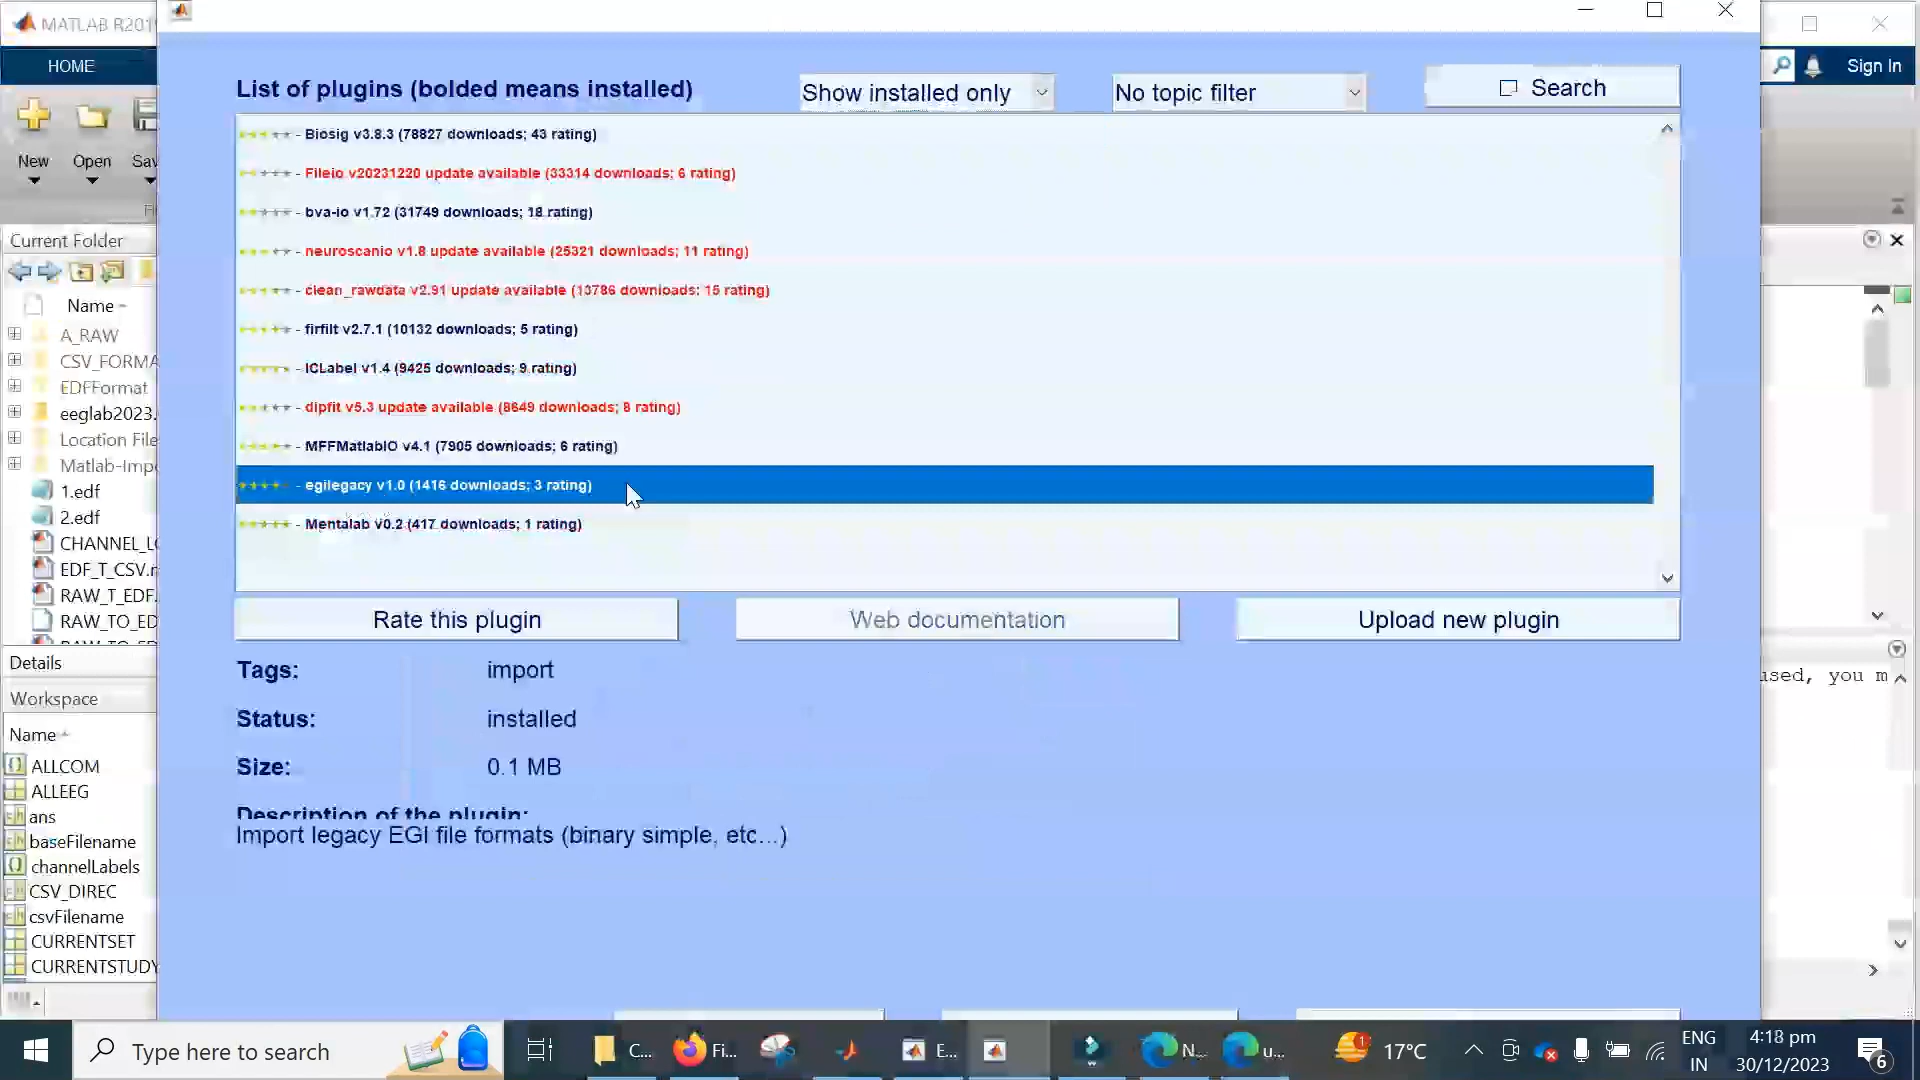 MATLAB R201
HOME
Sign In
New
Open
Sav
Current Folder
Name
A_RAW
CSV_FORMA
EDFFormat
eeglab2023.
Location File
Matlab-Impo
1.edf
2.edf
CHANNEL_LO
EDF_T_CSV.r
RAW_T_EDF.
RAW_TO_ED
Details
Workspace
Name
ALLCOM
ALLEEG
ans
baseFilename
channelLabels
CSV_DIREC
csvFilename
CURRENTSET
CURRENTSTUDY
List of plugins (bolded means installed)
Show installed only
No topic filter
Search
- Biosig v3.8.3 (78827 downloads; 43 rating)
- Fileio v20231220 update available (33314 downloads; 6 rating)
- bva-io v1.72 (31749 downloads; 18 rating)
- neuroscanio v1.8 update available (25321 downloads; 11 rating)
- clean_rawdata v2.91 update available (13786 downloads; 15 rating)
- firfilt v2.7.1 (10132 downloads; 5 rating)
- ICLabel v1.4 (9425 downloads; 9 rating)
- dipfit v5.3 update available (8649 downloads; 8 rating)
- MFFMatlabIO v4.1 (7905 downloads; 6 rating)
- egilegacy v1.0 (1416 downloads; 3 rating)
- Mentalab v0.2 (417 downloads; 1 rating)
Rate this plugin
Web documentation
Upload new plugin
Tags: import
Status: installed
Size: 0.1 MB
Description of the plugin:
Import legacy EGI file formats (binary simple, etc...)
used, you m
Type here to search
C...
Fi...
E...
N...
u...
1
17°C
ENG
IN
4:18 pm
30/12/2023
6